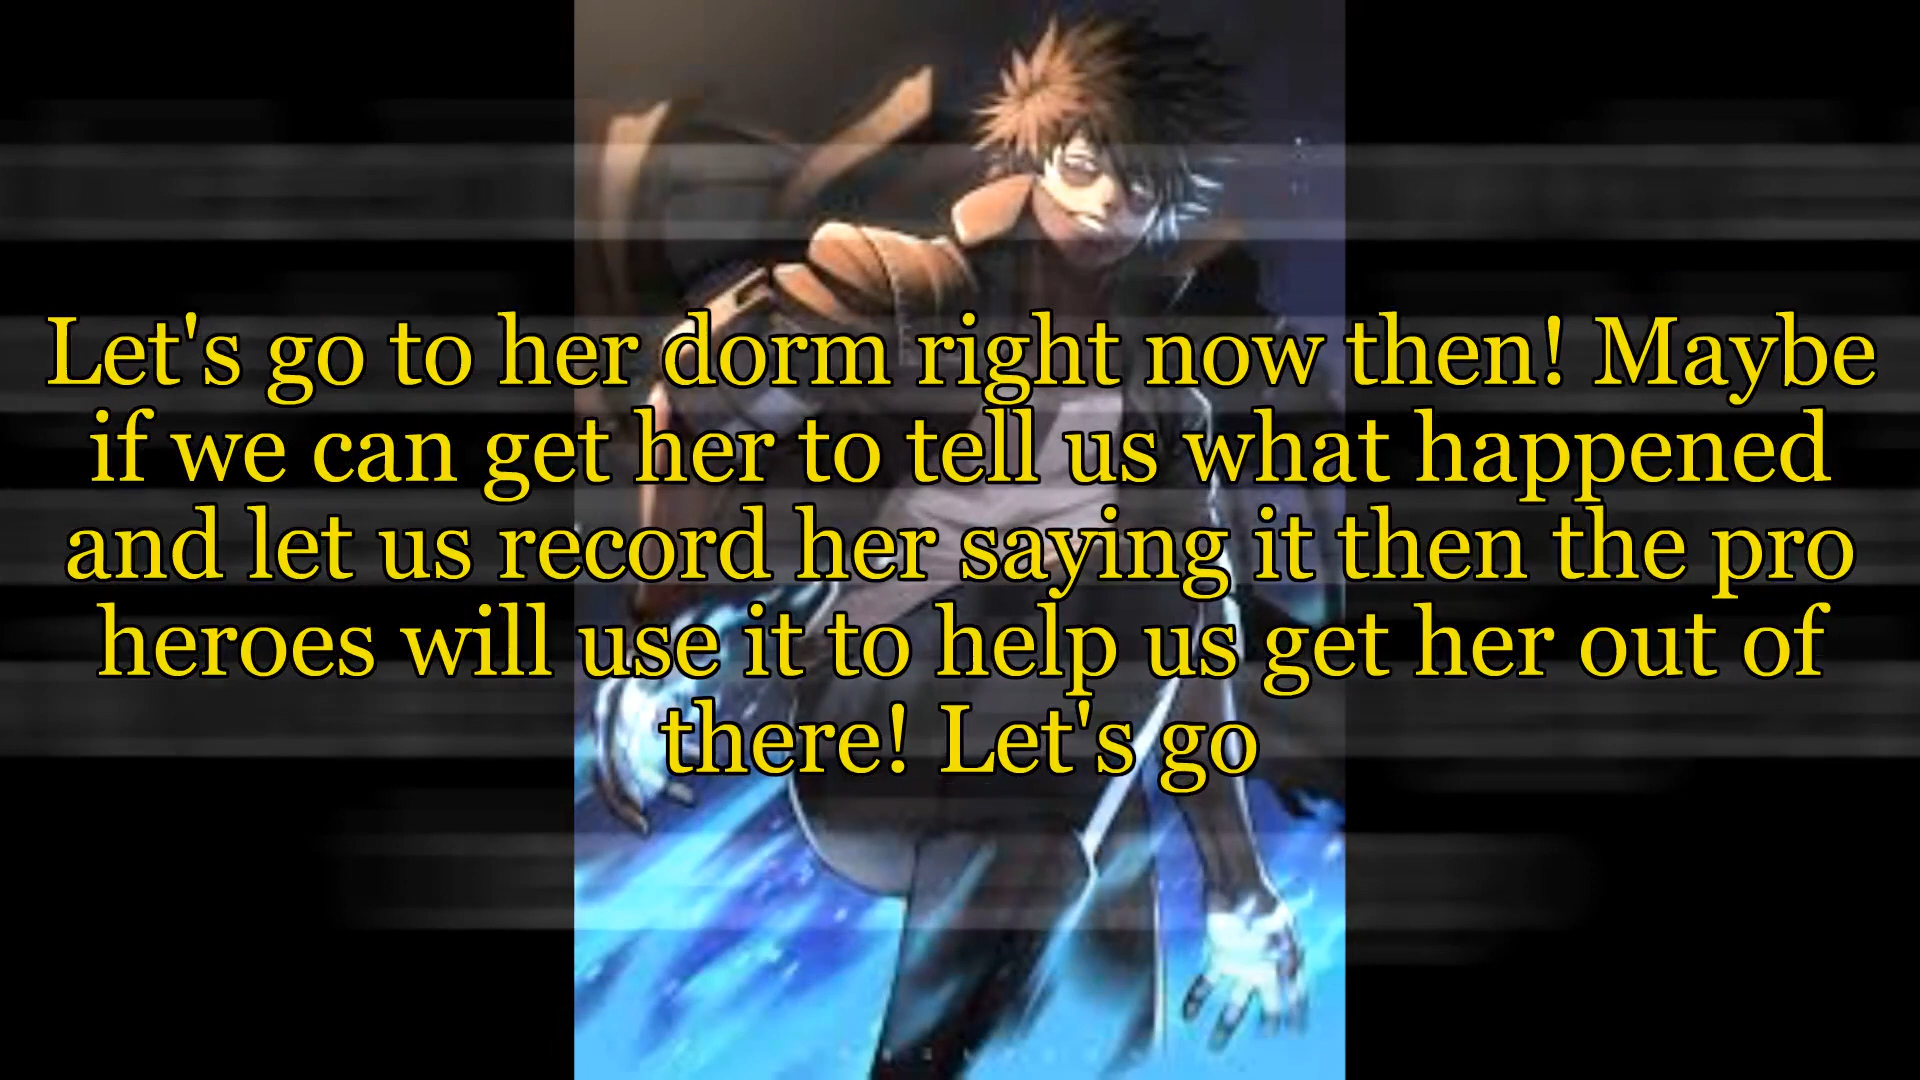 Let's go to her dorm right now then! Maybe
if we can get her to tell us what happened
and let us record her saying it then the pro
heroes will use it to help us get her out of
there! Let's go